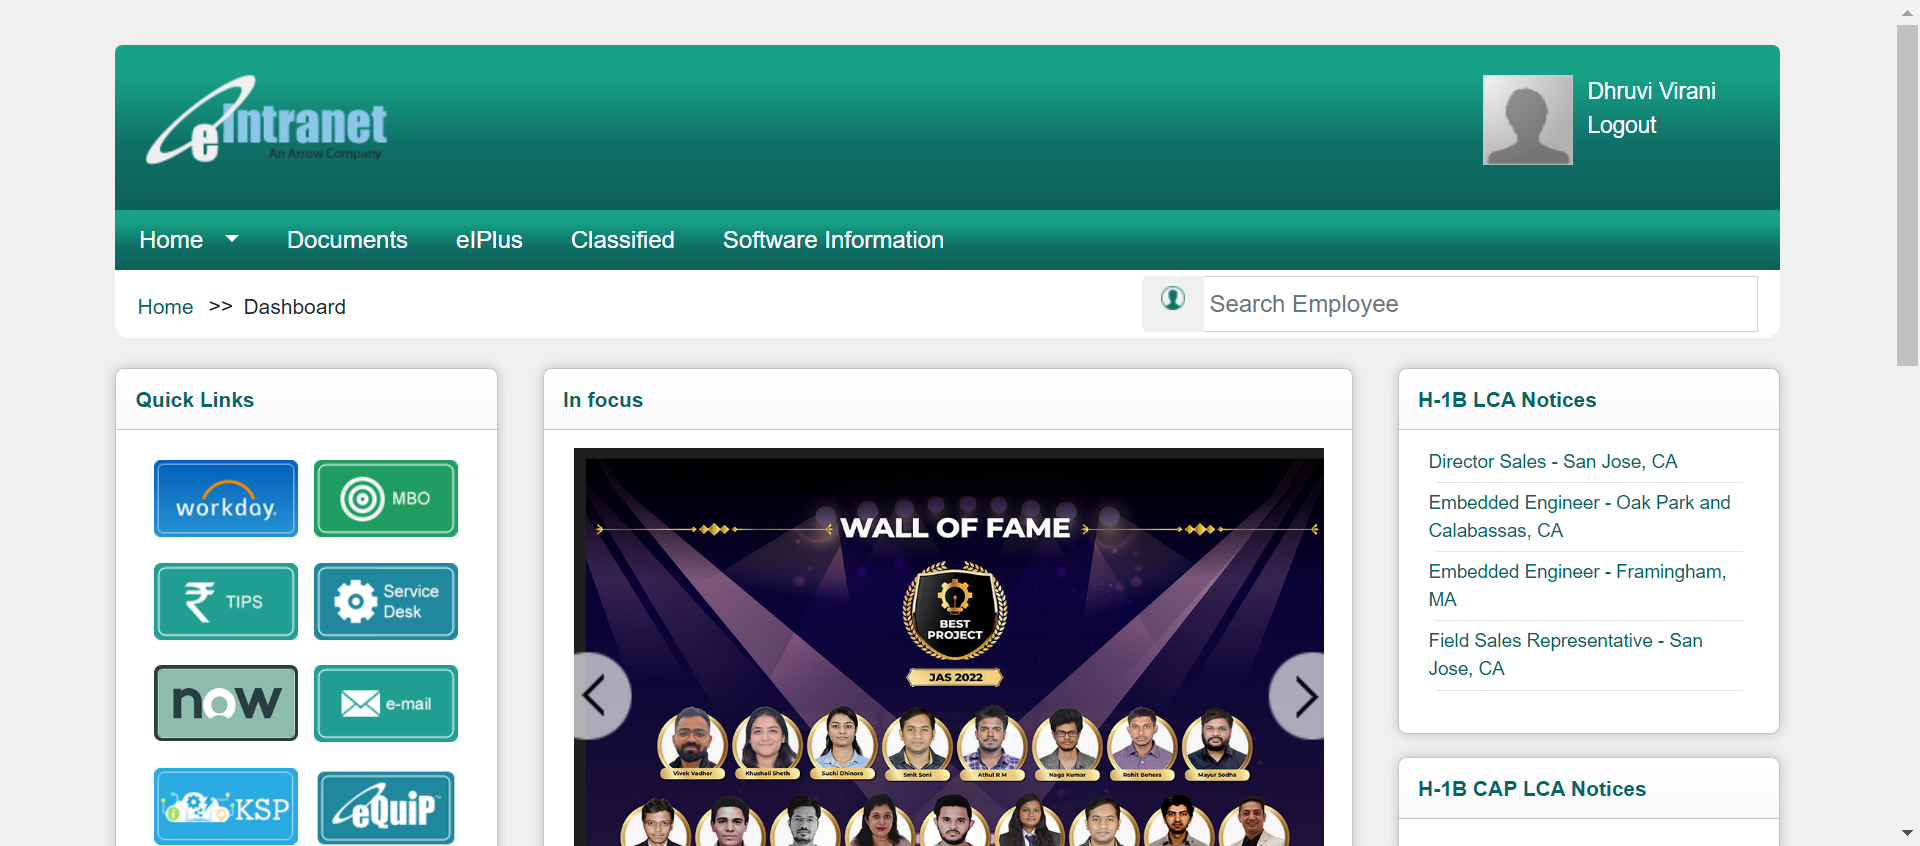 eIntranet
An Arrow Company
Dhruvi Virani
Logout
Home
Documents
eIPlus
Classified
Software Information
Home >> Dashboard
Search Employee
Quick Links
workday.
MBO
TIPS
Service
Desk
now
e-mail
KSP
eQuiP™
In focus
WALL OF FAME
BEST
PROJECT
JAS 2022
Vivek Vadher
Khushali Sheth
Suchi Dhinora
Smit Soni
Athul R M
Naga Kumar
Rohit Behera
Mayur Sodha
H-1B LCA Notices
Director Sales - San Jose, CA
Embedded Engineer - Oak Park and
Calabassas, CA
Embedded Engineer - Framingham,
MA
Field Sales Representative - San
Jose, CA
H-1B CAP LCA Notices